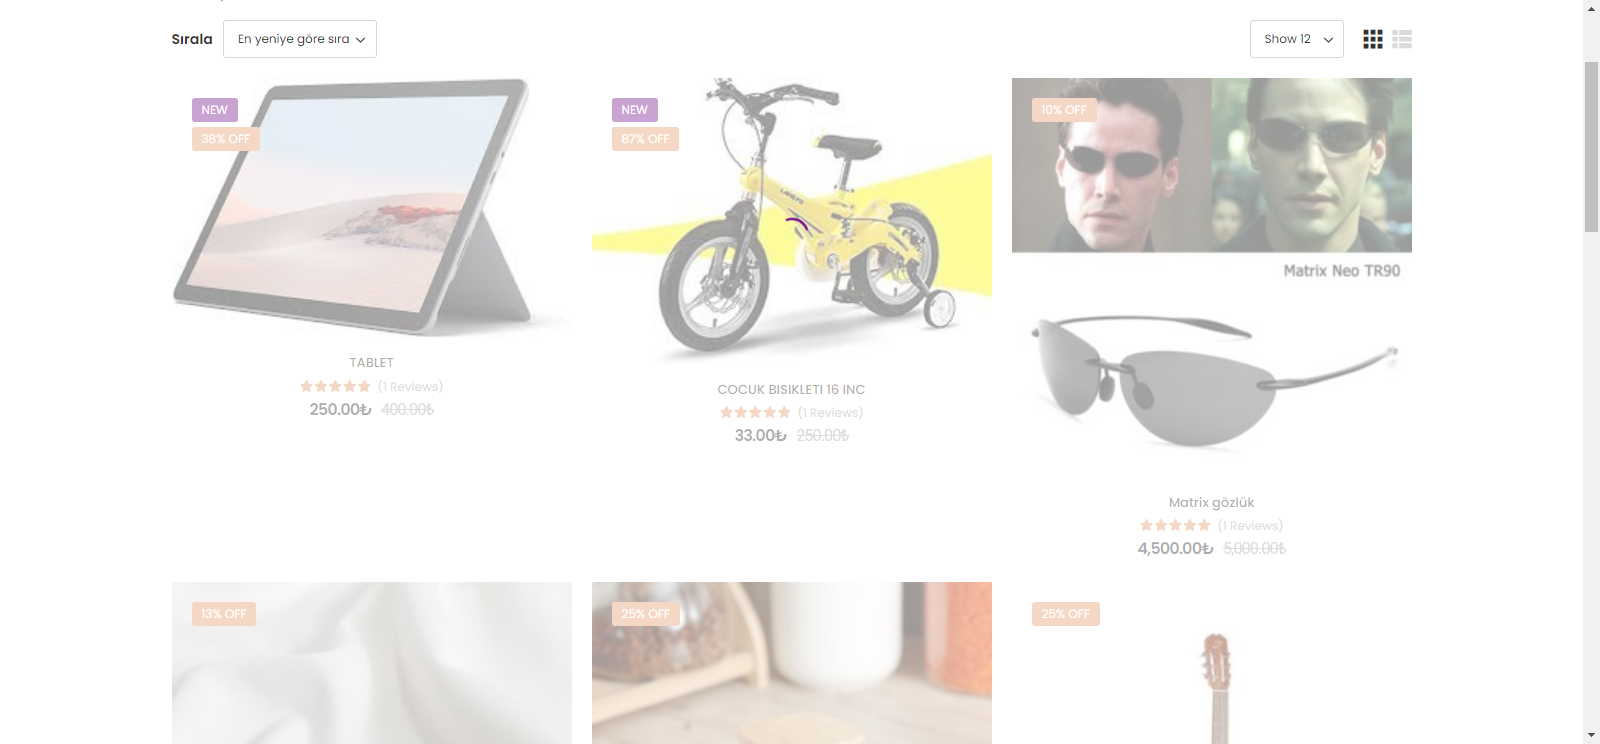 Sırala
En yeniye göre sıra
Show 12
NEW
38% OFF
TABLET
(1 Reviews)
250.00₺ 400.00₺
NEW
87% OFF
COCUK BISIKLETI 16 INC
(1 Reviews)
33.00₺ 250.00₺
10% OFF
Matrix Neo TR90
Matrix gözlük
(1 Reviews)
4,500.00₺ 5,000.00₺
13% OFF
25% OFF
25% OFF